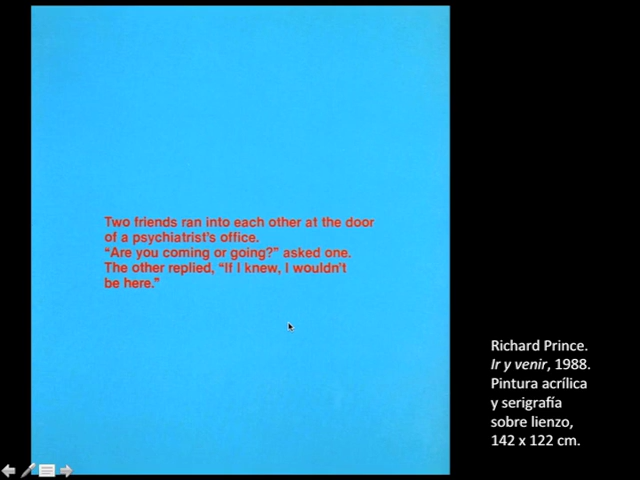 Two friends ran into each other at the door
of a psychiatrist's office.
“Are you coming or going?” asked one.
The other replied, “If I knew, I wouldn't
be here.”
Richard Prince.
Ir y venir, 1988.
Pintura acrílica
y serigrafía
sobre lienzo,
142 x 122 cm.